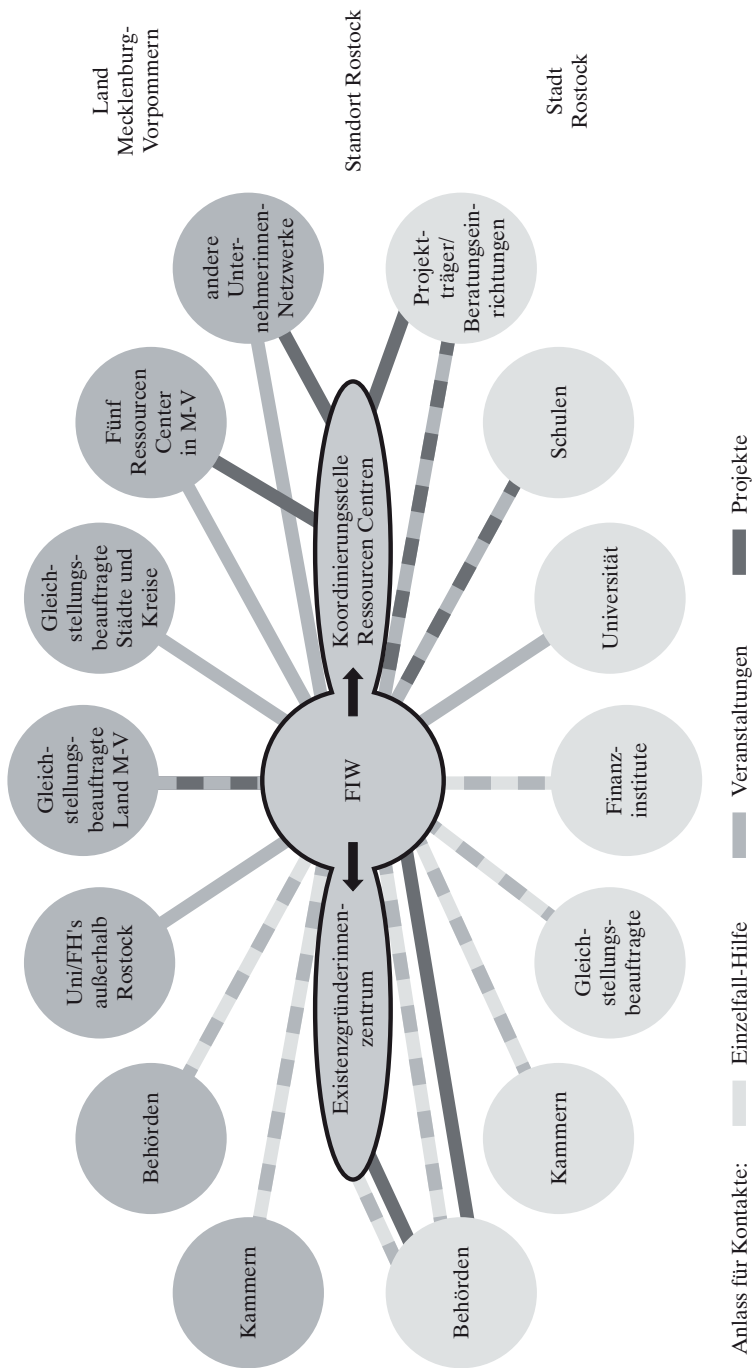 Land
Mecklenburg-
Vorpommern
Standort Rostock
Stadt
Rostock
Kammern
Behörden
Uni/FH's
außerhalb
Rostock
Gleich-
stellungs-
beauftragte
Land M-V
Gleich-
stellungs-
beauftragte
Städte und
Kreise
Fünf
Ressourcen
Center
in M-V
andere
Unter-
nehmerinnen-
Netzwerke
Existenzgründerinnen-
zentrum
FIW
Koordinierungsstelle
Ressourcen Centren
Behörden
Kammern
Gleich-
stellungs-
beauftragte
Finanz-
institute
Universität
Schulen
Projekt-
träger/
Beratungsein-
richtungen
Anlass für Kontakte:
Einzelfall-Hilfe
Veranstaltungen
Projekte